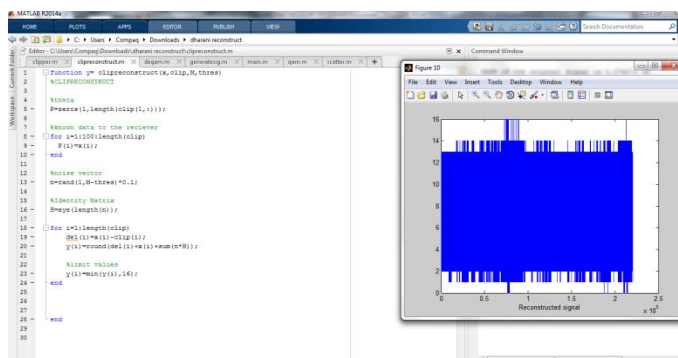 MATLAB R2014a
HOME PLOTS APPS EDITOR PUBLISH VIEW
Search Documentation
C: Users Compaq Downloads dharani reconstruct
Editor - C:\Users\Compaq\Downloads\dharani reconstruct\clipreconstruct.m
Command Window
clipper.m clipreconstruct.m deqam.m generatesig.m main.m qam.m scatter.m +
Current Folder
Workspace
1 function y= clipreconstruct(x,clip,M,thres)
2 %CLIPRECONSTRUCT
3
4 %theta
5 P=zeros(1,length(clip(1,:)));
6
7 %known data to the reciever
8 for i=1:100:length(clip)
9 P(i)=x(i);
10 end
11
12 %noise vector
13 n=rand(1,M-thres)*0.1;
14
15 %Identity Matrix
16 H=eye(length(n));
17
18 for i=1:length(clip)
19 del(i)=x(i)-clip(i);
20 y(i)=round(del(i)+x(i)+sum(n*H));
21
22 %limit values
23 y(i)=min(y(i),16);
24 end
25
26
27
28 end
29
30
Figure 10
File Edit View Insert Tools Desktop Window Help
16
14
12
10
8
6
4
2
0
0 0.5 1 1.5 2 2.5
Reconstructed signal
x 10